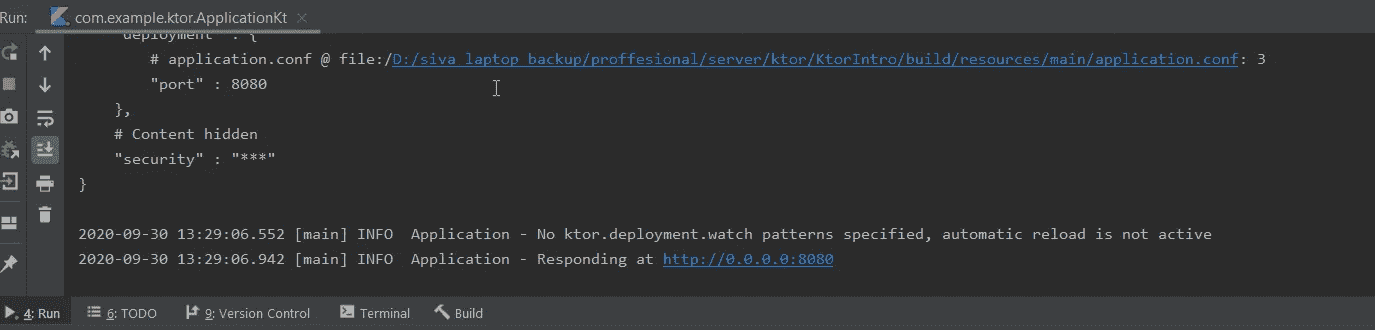 Run: com.example.ktor.ApplicationKt ×
"deployment" : {
# application.conf @ file:/D:/siva laptop backup/proffesional/server/ktor/KtorIntro/build/resources/main/application.conf: 3
"port" : 8080
},
# Content hidden
"security" : "***"
}
2020-09-30 13:29:06.552 [main] INFO  Application - No ktor.deployment.watch patterns specified, automatic reload is not active
2020-09-30 13:29:06.942 [main] INFO  Application - Responding at http://0.0.0.0:8080
4: Run 6: TODO 9: Version Control Terminal Build